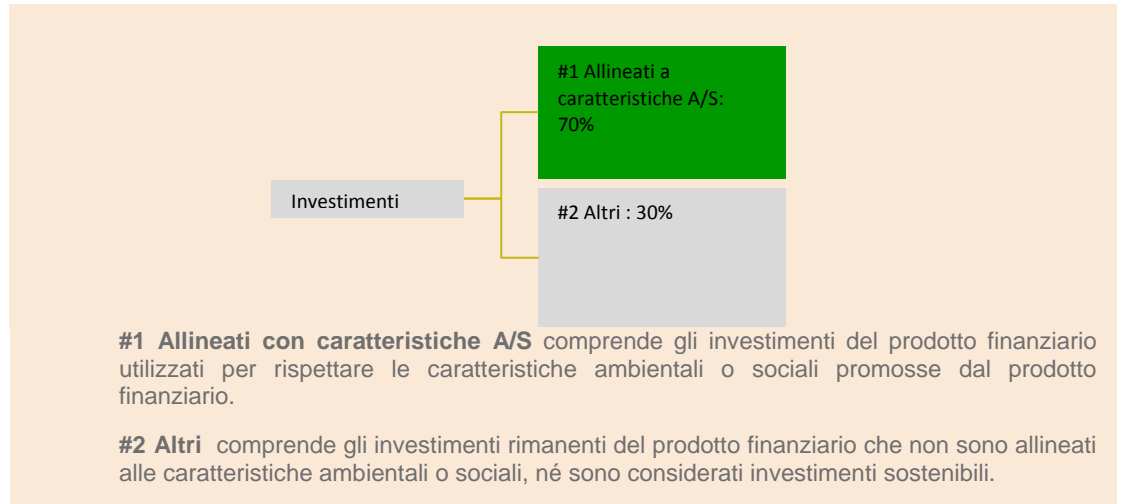 #1 Allineati a
caratteristiche A/S:
70%
Investimenti
#2 Altri : 30%
#1 Allineati con caratteristiche A/S comprende gli investimenti del prodotto finanziario
utilizzati per rispettare le caratteristiche ambientali o sociali promosse dal prodotto
finanziario.
#2 Altri comprende gli investimenti rimanenti del prodotto finanziario che non sono allineati
alle caratteristiche ambientali o sociali, né sono considerati investimenti sostenibili.